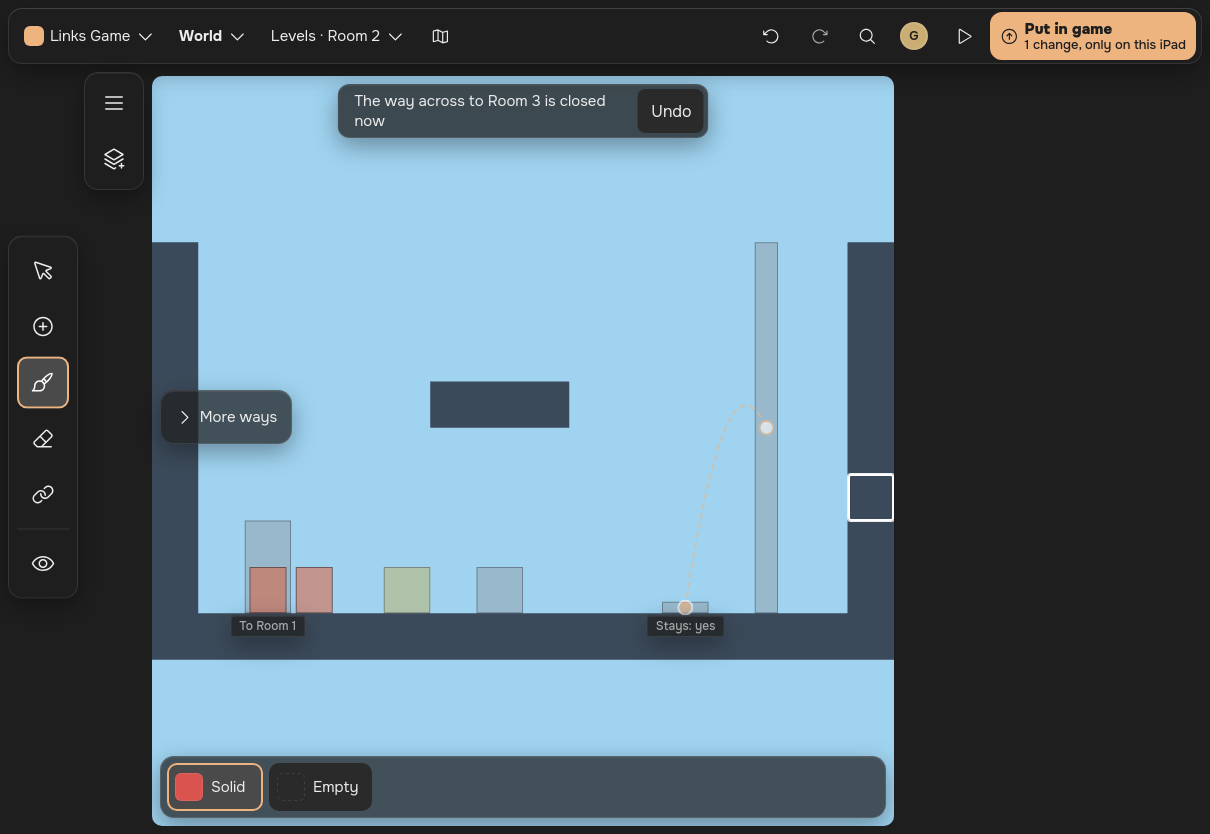 Links Game
World
Levels · Room 2
G
Put in game
1 change, only on this iPad
The way across to Room 3 is closed
now
Undo
More ways
To Room 1
Stays: yes
Solid
Empty